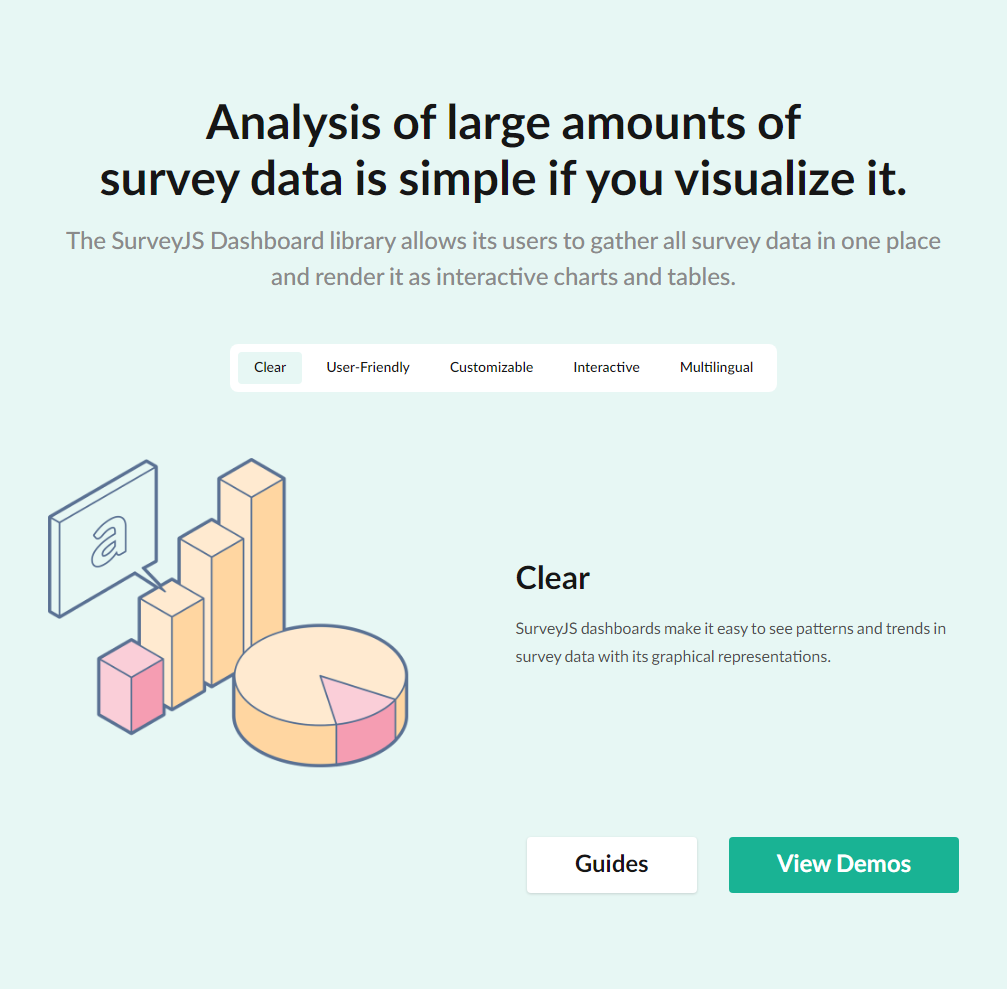 Analysis of large amounts of
survey data is simple if you visualize it.
The SurveyJS Dashboard library allows its users to gather all survey data in one place
and render it as interactive charts and tables.
Clear User-Friendly Customizable Interactive Multilingual
a
Clear
SurveyJS dashboards make it easy to see patterns and trends in
survey data with its graphical representations.
Guides View Demos